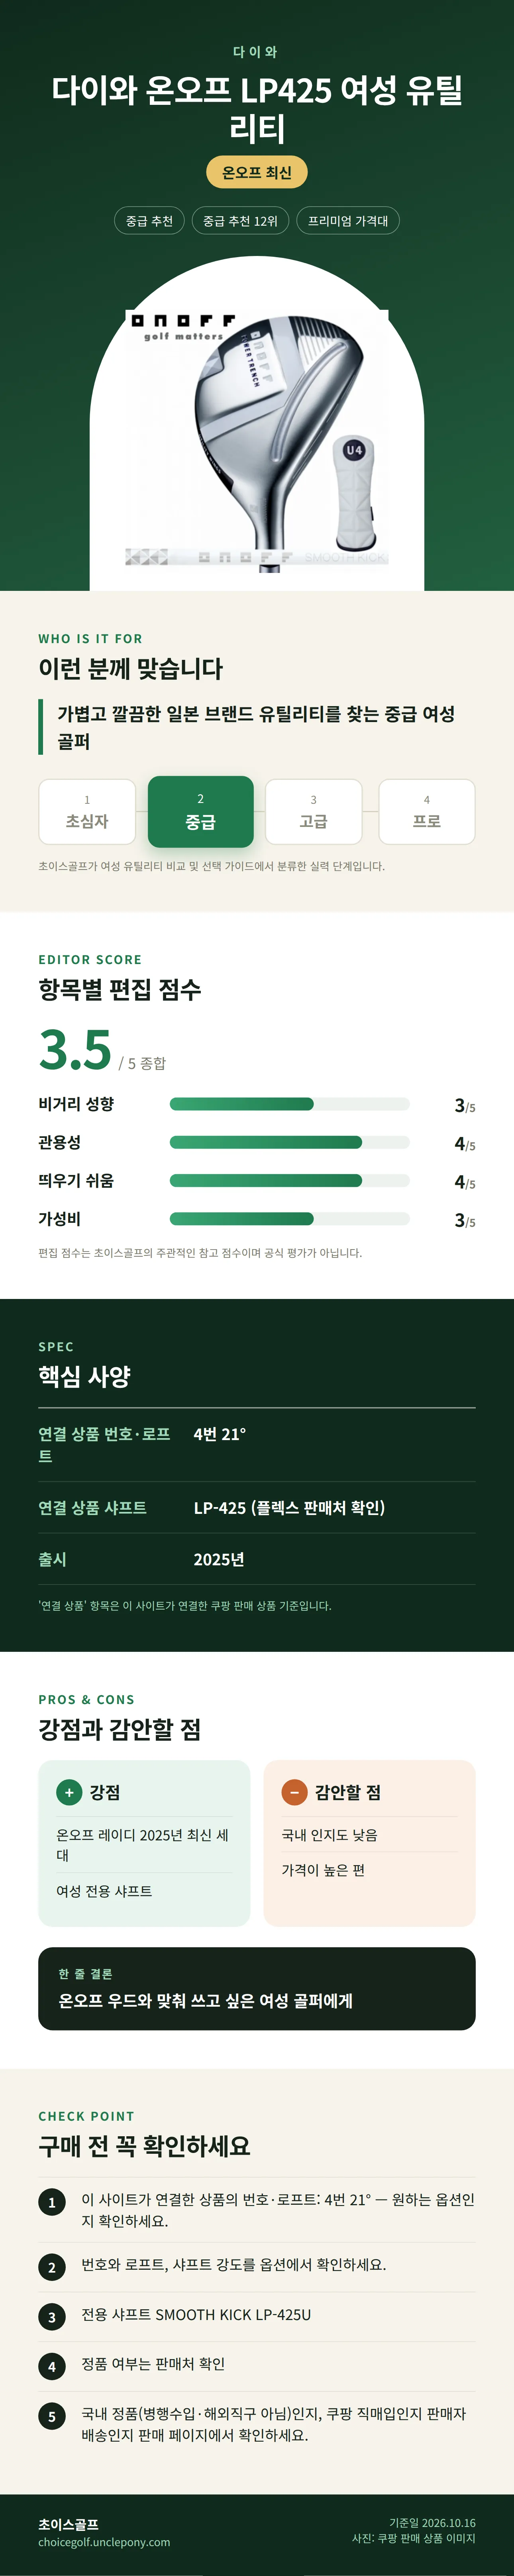 다이와
다이와 온오프 LP425 여성 유틸
리티
온오프 최신
중급 추천
중급 추천 12위
프리미엄 가격대
ONOFF
golf matters
ONOFF
POWER TRENCH
U4
ONOFF SMOOTH KICK
WHO IS IT FOR
이런 분께 맞습니다
가볍고 깔끔한 일본 브랜드 유틸리티를 찾는 중급 여성
골퍼
1
초심자
2
중급
3
고급
4
프로
초이스골프가 여성 유틸리티 비교 및 선택 가이드에서 분류한 실력 단계입니다.
EDITOR SCORE
항목별 편집 점수
3.5 / 5 종합
비거리 성향 3/5
관용성 4/5
띄우기 쉬움 4/5
가성비 3/5
편집 점수는 초이스골프의 주관적인 참고 점수이며 공식 평가가 아닙니다.
SPEC
핵심 사양
연결 상품 번호·로프 4번 21°
트
연결 상품 샤프트 LP-425 (플렉스 판매처 확인)
출시 2025년
'연결 상품' 항목은 이 사이트가 연결한 쿠팡 판매 상품 기준입니다.
PROS & CONS
강점과 감안할 점
+ 강점
온오프 레이디 2025년 최신 세
대
여성 전용 샤프트
− 감안할 점
국내 인지도 낮음
가격이 높은 편
한 줄 결론
온오프 우드와 맞춰 쓰고 싶은 여성 골퍼에게
CHECK POINT
구매 전 꼭 확인하세요
1 이 사이트가 연결한 상품의 번호·로프트: 4번 21° — 원하는 옵션인
지 확인하세요.
2 번호와 로프트, 샤프트 강도를 옵션에서 확인하세요.
3 전용 샤프트 SMOOTH KICK LP-425U
4 정품 여부는 판매처 확인
5 국내 정품(병행수입·해외직구 아님)인지, 쿠팡 직매입인지 판매자
배송인지 판매 페이지에서 확인하세요.
초이스골프
choicegolf.unclepony.com
기준일 2026.10.16
사진: 쿠팡 판매 상품 이미지